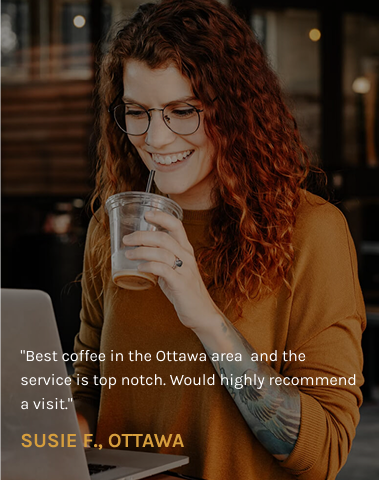 "Best coffee in the Ottawa area  and the
service is top notch. Would highly recommend
a visit."
SUSIE F., OTTAWA